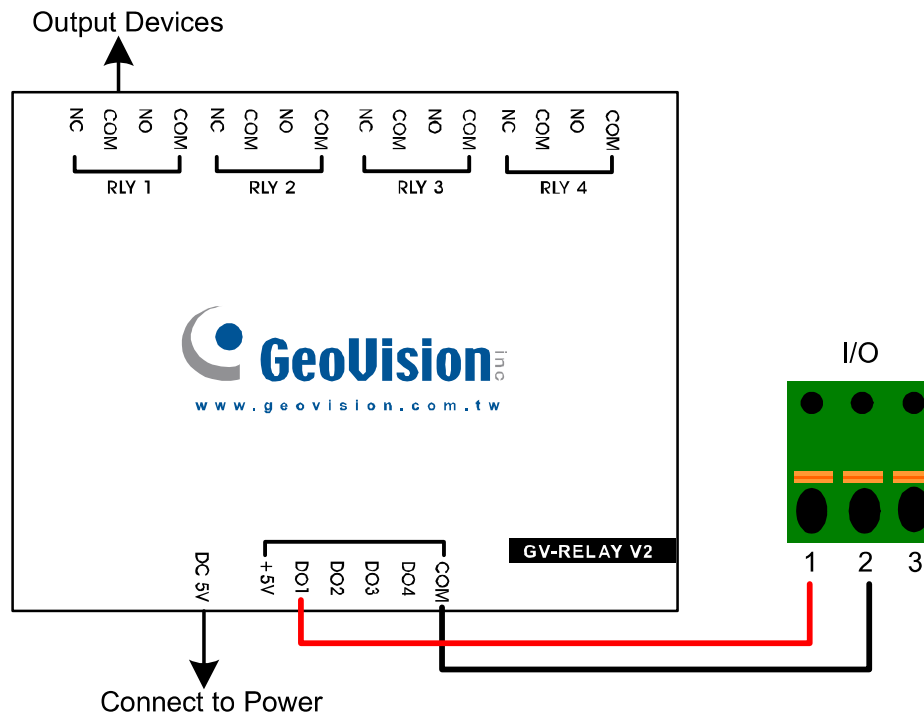 Output Devices
NC COM NO COM NC COM NO COM NC COM NO COM NC COM NO COM
RLY 1 RLY 2 RLY 3 RLY 4
GeoVision inc
www.geovision.com.tw
I/O
GV-RELAY V2
DC 5V +5V DO1 DO2 DO3 DO4 COM
1 2 3
Connect to Power